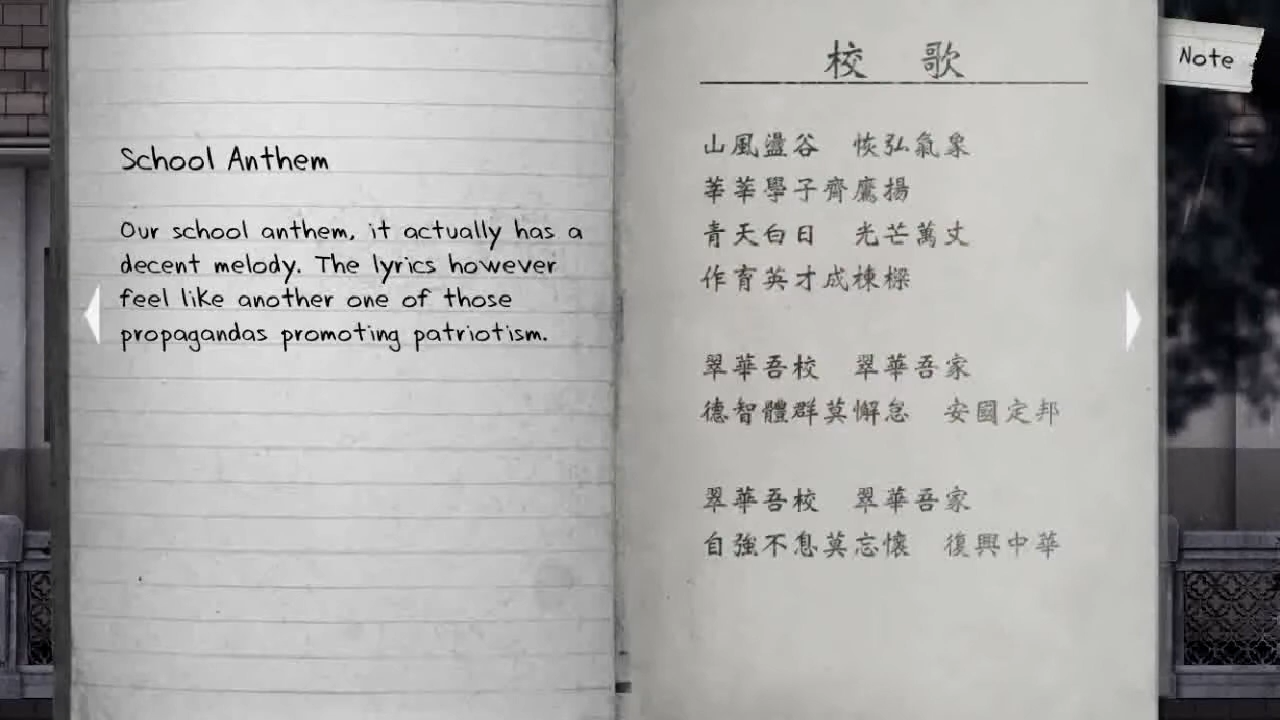 School Anthem
Our school anthem, it actually has a
decent melody. The lyrics however
feel like another one of those
propagandas promoting patriotism.
校 歌
山風盪谷 恢弘氣象
莘莘學子齊鷹揚
青天白日 光芒萬丈
作育英才成棟樑
翠華吾校 翠華吾家
德智體群莫懈怠 安國定邦
翠華吾校 翠華吾家
自強不息莫忘懷 復興中華
Note